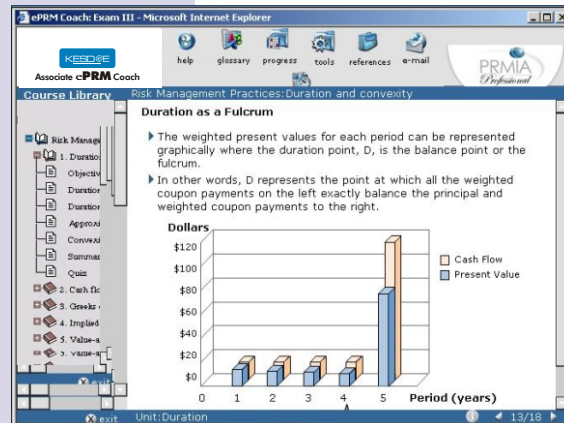 ePRM Coach: Exam III - Microsoft Internet Explorer
KESDEE
Associate ePRM Coach
help glossary progress tools references e-mail
PRMIA
Professional
Course Library
Risk Management Practices:Duration and convexity
Risk Manage
1. Duratio
Objectiv
Duration
Duration
Approxi
Convexi
Summar
Quiz
2. Cash flo
3. Greeks
4. Implied
5. Value-a
5. Value-a
exit
exit
Duration as a Fulcrum
The weighted present values for each period can be represented
graphically where the duration point, D, is the balance point or the
fulcrum.
In other words, D represents the point at which all the weighted
coupon payments on the left exactly balance the principal and
weighted coupon payments to the right.
Dollars
$120
$120
$80
$60
$40
$20
$0
Cash Flow
Present Value
0 1 2 3 4 5 Period (years)
Unit:Duration
13/18